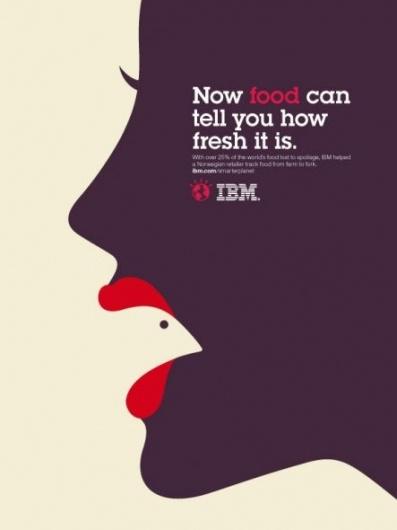 Now food can
tell you how
fresh it is.
With over 25% of the world's food lost to spoilage, IBM helped
a Norwegian retailer track food from farm to fork.
ibm.com/smarterplanet
IBM.